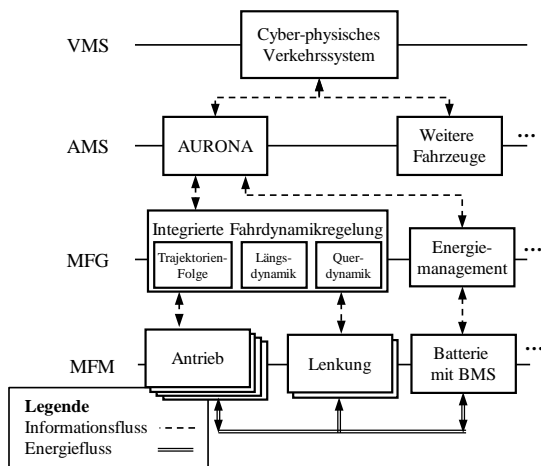 VMS
Cyber-physisches
Verkehrssystem
AMS
AURONA
Weitere
Fahrzeuge
...
MFG
Integrierte Fahrdynamikregelung
Trajektorien-
Folge
Längs-
dynamik
Quer-
dynamik
Energie-
management
...
MFM
Antrieb
Lenkung
Batterie
mit BMS
...
Legende
Informationsfluss
Energiefluss